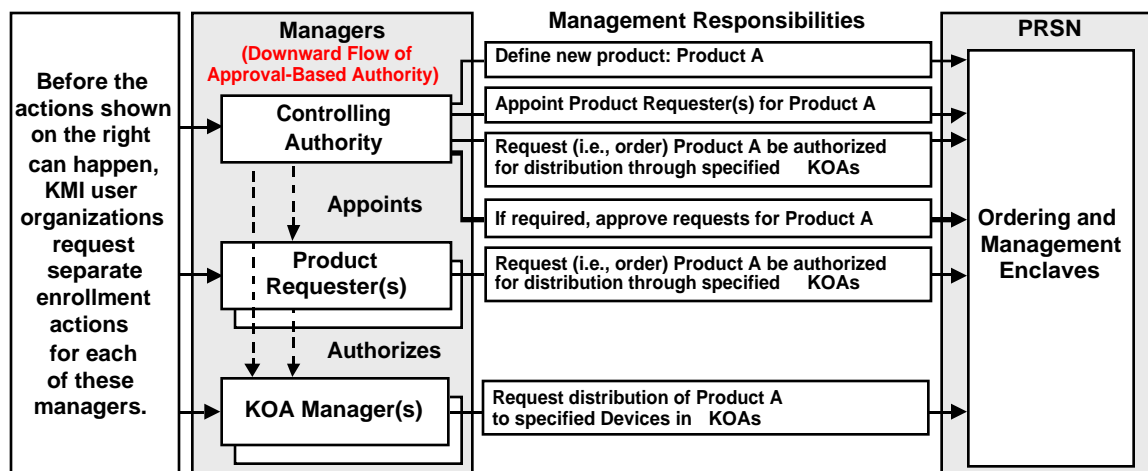 Before the
actions shown
on the right
can happen,
KMI user
organizations
request
separate
enrollment
actions
for each
of these
managers.
Managers
(Downward Flow of
Approval-Based Authority)
Controlling
Authority
Appoints
Product
Requester(s)
Authorizes
KOA Manager(s)
Management Responsibilities
Define new product: Product A
Appoint Product Requester(s) for Product A
Request (i.e., order) Product A be authorized
for distribution through specified KOAs
If required, approve requests for Product A
Request (i.e., order) Product A be authorized
for distribution through specified KOAs
Request distribution of Product A
to specified Devices in KOAs
PRSN
Ordering and
Management
Enclaves